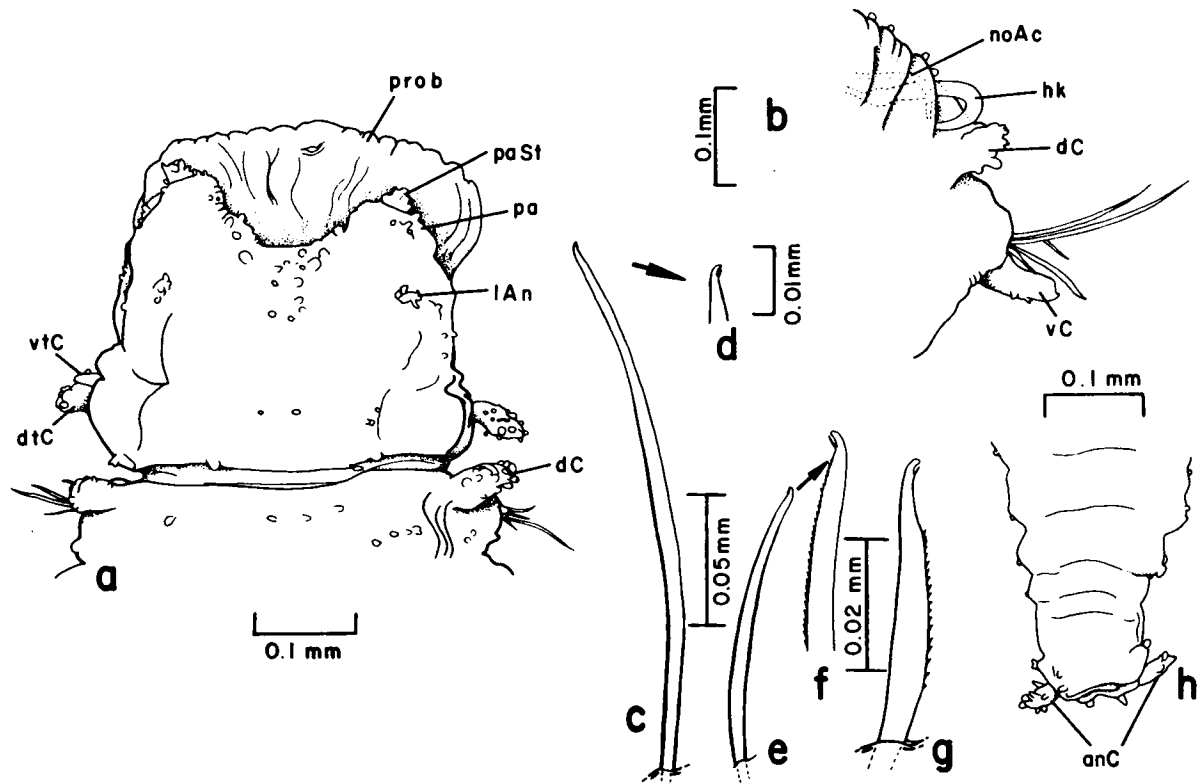 prob
paSt
pa
lAn
vtC
dtC
dC
a
0.1 mm
noAc
hk
dC
vC
b
0.1mm
d
0.01mm
c
0.05mm
e
f
0.02 mm
g
0.1 mm
h
anC